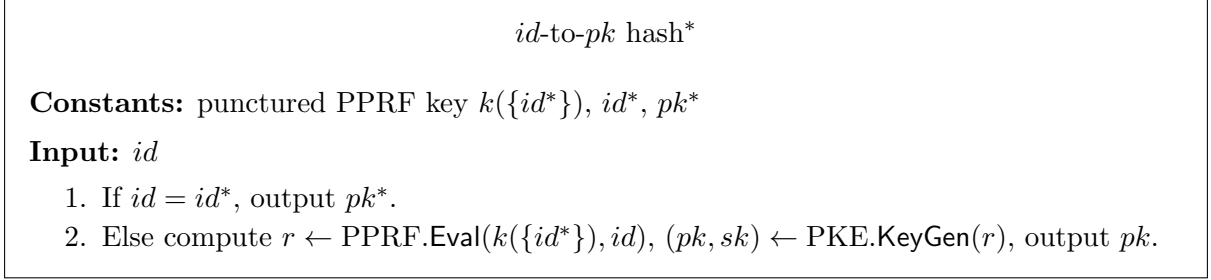 id-to-pk hash*
Constants: punctured PPRF key k({id*}), id*, pk*
Input: id
1. If id = id*, output pk*.
2. Else compute r ← PPRF.Eval(k({id*}), id), (pk, sk) ← PKE.KeyGen(r), output pk.